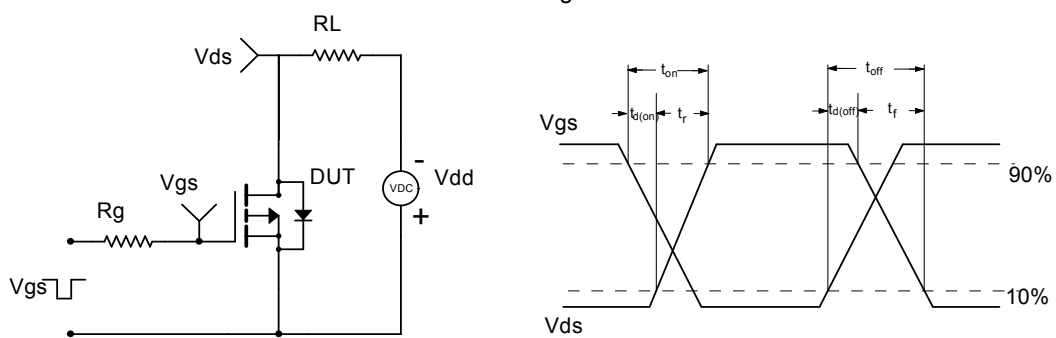 g
RL
Vds
DUT
VDC
-
Vdd
+
Vgs
Rg
Vgs
ton
toff
td(on)
tr
td(off)
tf
Vgs
90%
10%
Vds